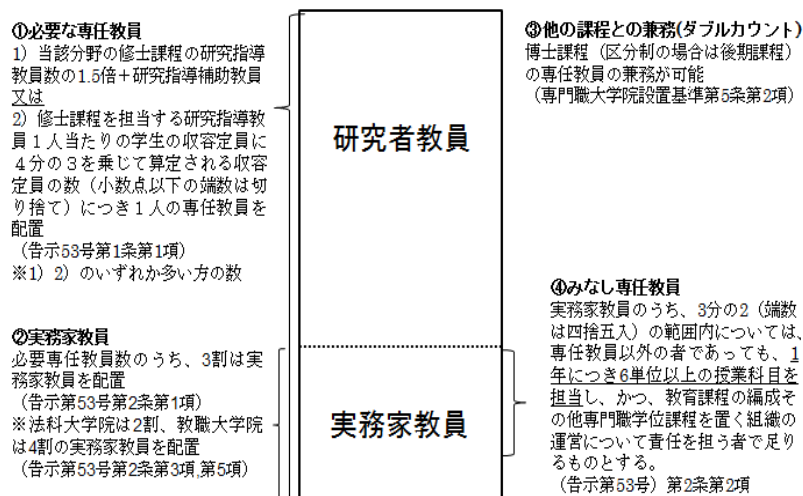 ①必要な専任教員
1）当該分野の修士課程の研究指導
教員数の1.5倍＋研究指導補助教員
又は
2）修士課程を担当する研究指導教
員１人当たりの学生の収容定員に
４分の３を乗じて算定される収容
定員の数（小数点以下の端数は切
り捨て）につき１人の専任教員を
配置
（告示53号第1条第1項）
※1）2）のいずれか多い方の数
②実務家教員
必要専任教員数のうち、3割は実
務家教員を配置
（告示第53号第2条第1項）
※法科大学院は2割、教職大学院
は4割の実務家教員を配置
（告示第53号第2条第3項,第5項）
研究者教員
実務家教員
③他の課程との兼務(ダブルカウント)
博士課程（区分制の場合は後期課程）
の専任教員の兼務が可能
（専門職大学院設置基準第5条第2項）
④みなし専任教員
実務家教員のうち、3分の2（端数
は四捨五入）の範囲内については、
専任教員以外の者であっても、1
年につき6単位以上の授業科目を
担当し、かつ、教育課程の編成そ
の他専門職学位課程を置く組織の
運営について責任を担う者で足り
るものとする。
（告示第53号）第2条第2項